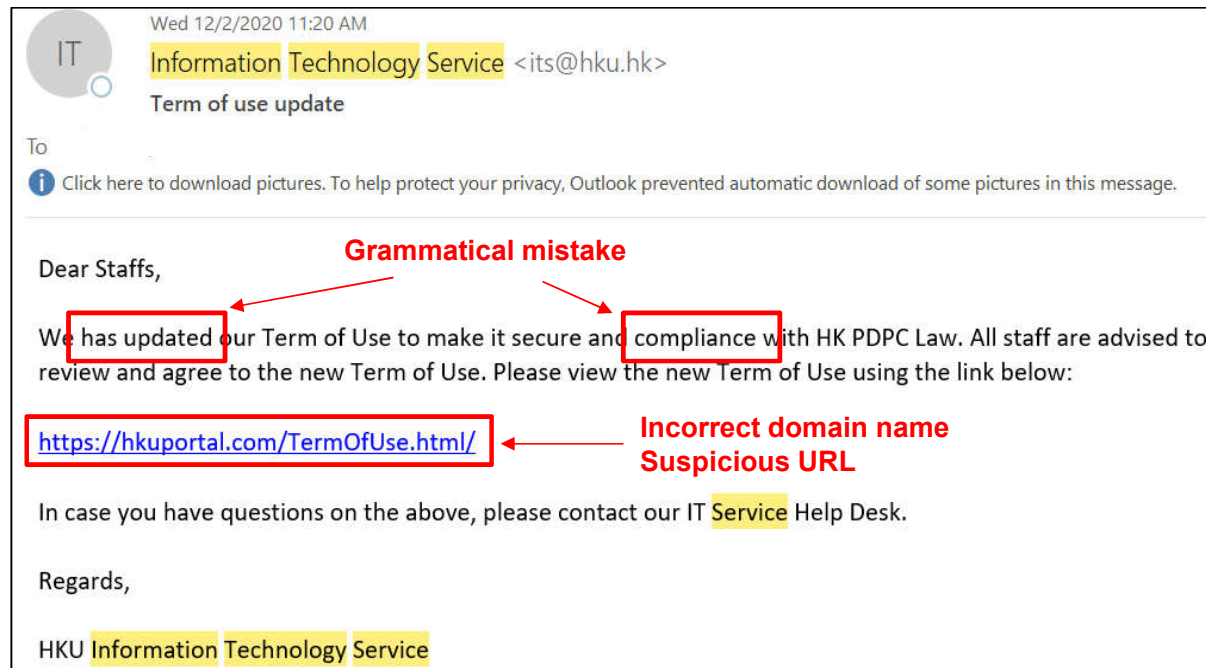 Wed 12/2/2020 11:20 AM
IT
Information Technology Service <its@hku.hk>
Term of use update
To
i Click here to download pictures. To help protect your privacy, Outlook prevented automatic download of some pictures in this message.
Grammatical mistake
Dear Staffs,
We has updated our Term of Use to make it secure and compliance with HK PDPC Law. All staff are advised to
review and agree to the new Term of Use. Please view the new Term of Use using the link below:
https://hkuportal.com/TermOfUse.html/
Incorrect domain name
Suspicious URL
In case you have questions on the above, please contact our IT Service Help Desk.
Regards,
HKU Information Technology Service